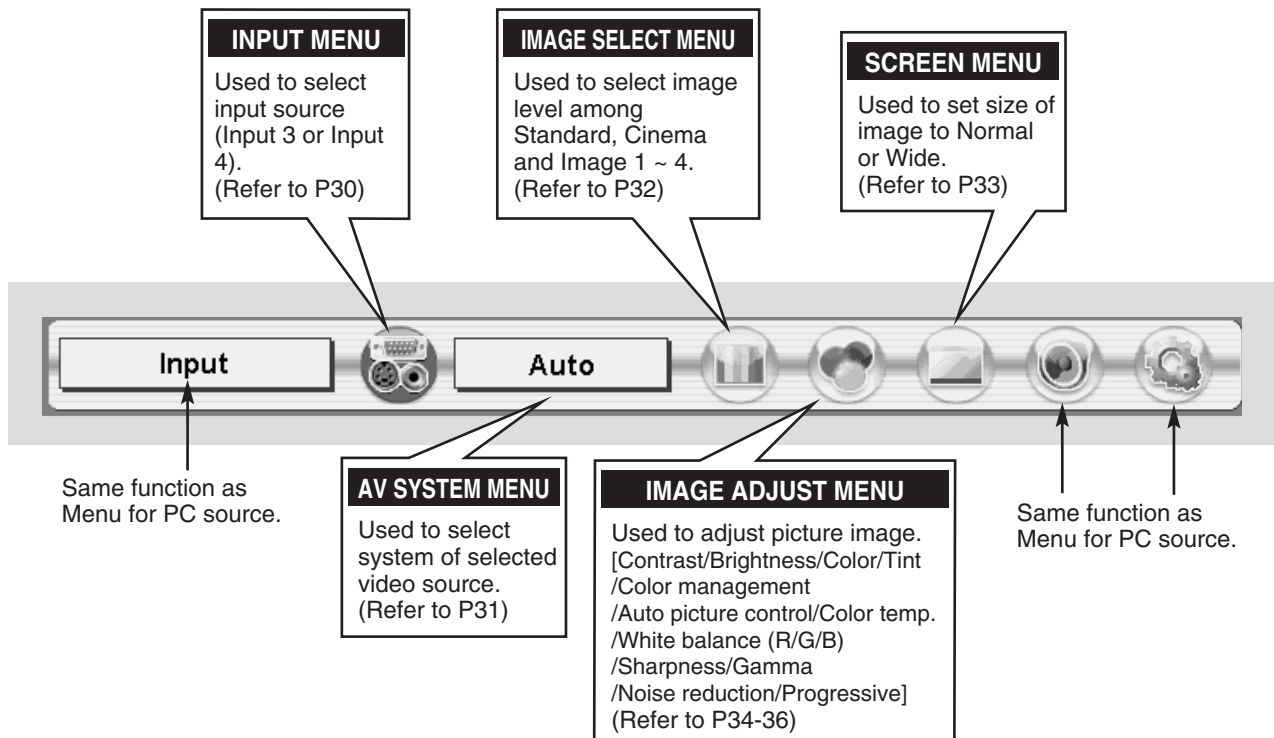 INPUT MENU
Used to select
input source
(Input 3 or Input
4).
(Refer to P30)
IMAGE SELECT MENU
Used to select image
level among
Standard, Cinema
and Image 1 ~ 4.
(Refer to P32)
SCREEN MENU
Used to set size of
image to Normal
or Wide.
(Refer to P33)
Input
Auto
Same function as
Menu for PC source.
AV SYSTEM MENU
Used to select
system of selected
video source.
(Refer to P31)
IMAGE ADJUST MENU
Used to adjust picture image.
[Contrast/Brightness/Color/Tint
/Color management
/Auto picture control/Color temp.
/White balance (R/G/B)
/Sharpness/Gamma
/Noise reduction/Progressive]
(Refer to P34-36)
Same function as
Menu for PC source.